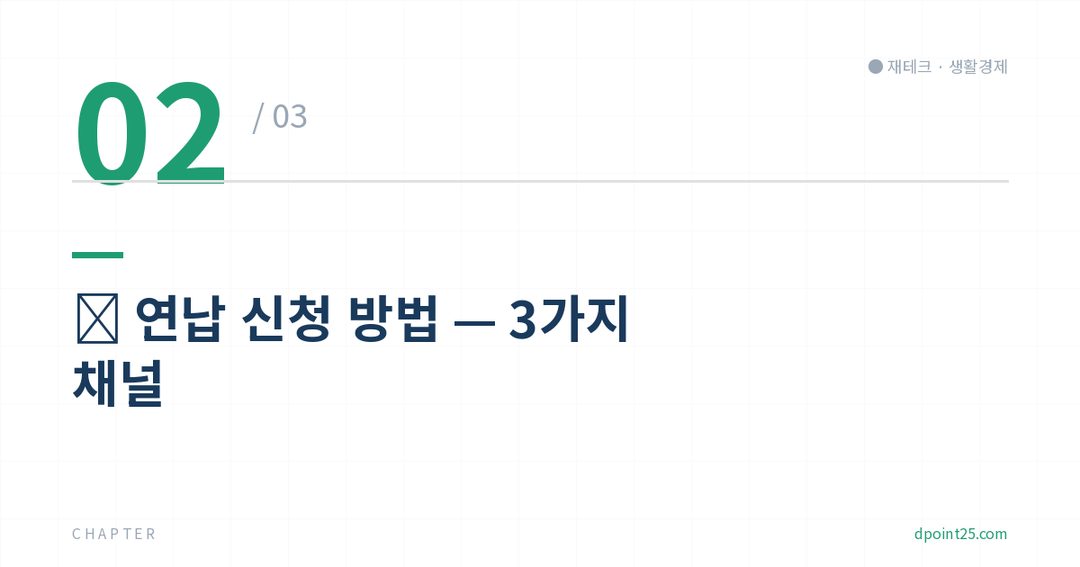 02 / 03
● 재테크 · 생활경제
연납 신청 방법 — 3가지
채널
CHAPTER
dpoint25.com